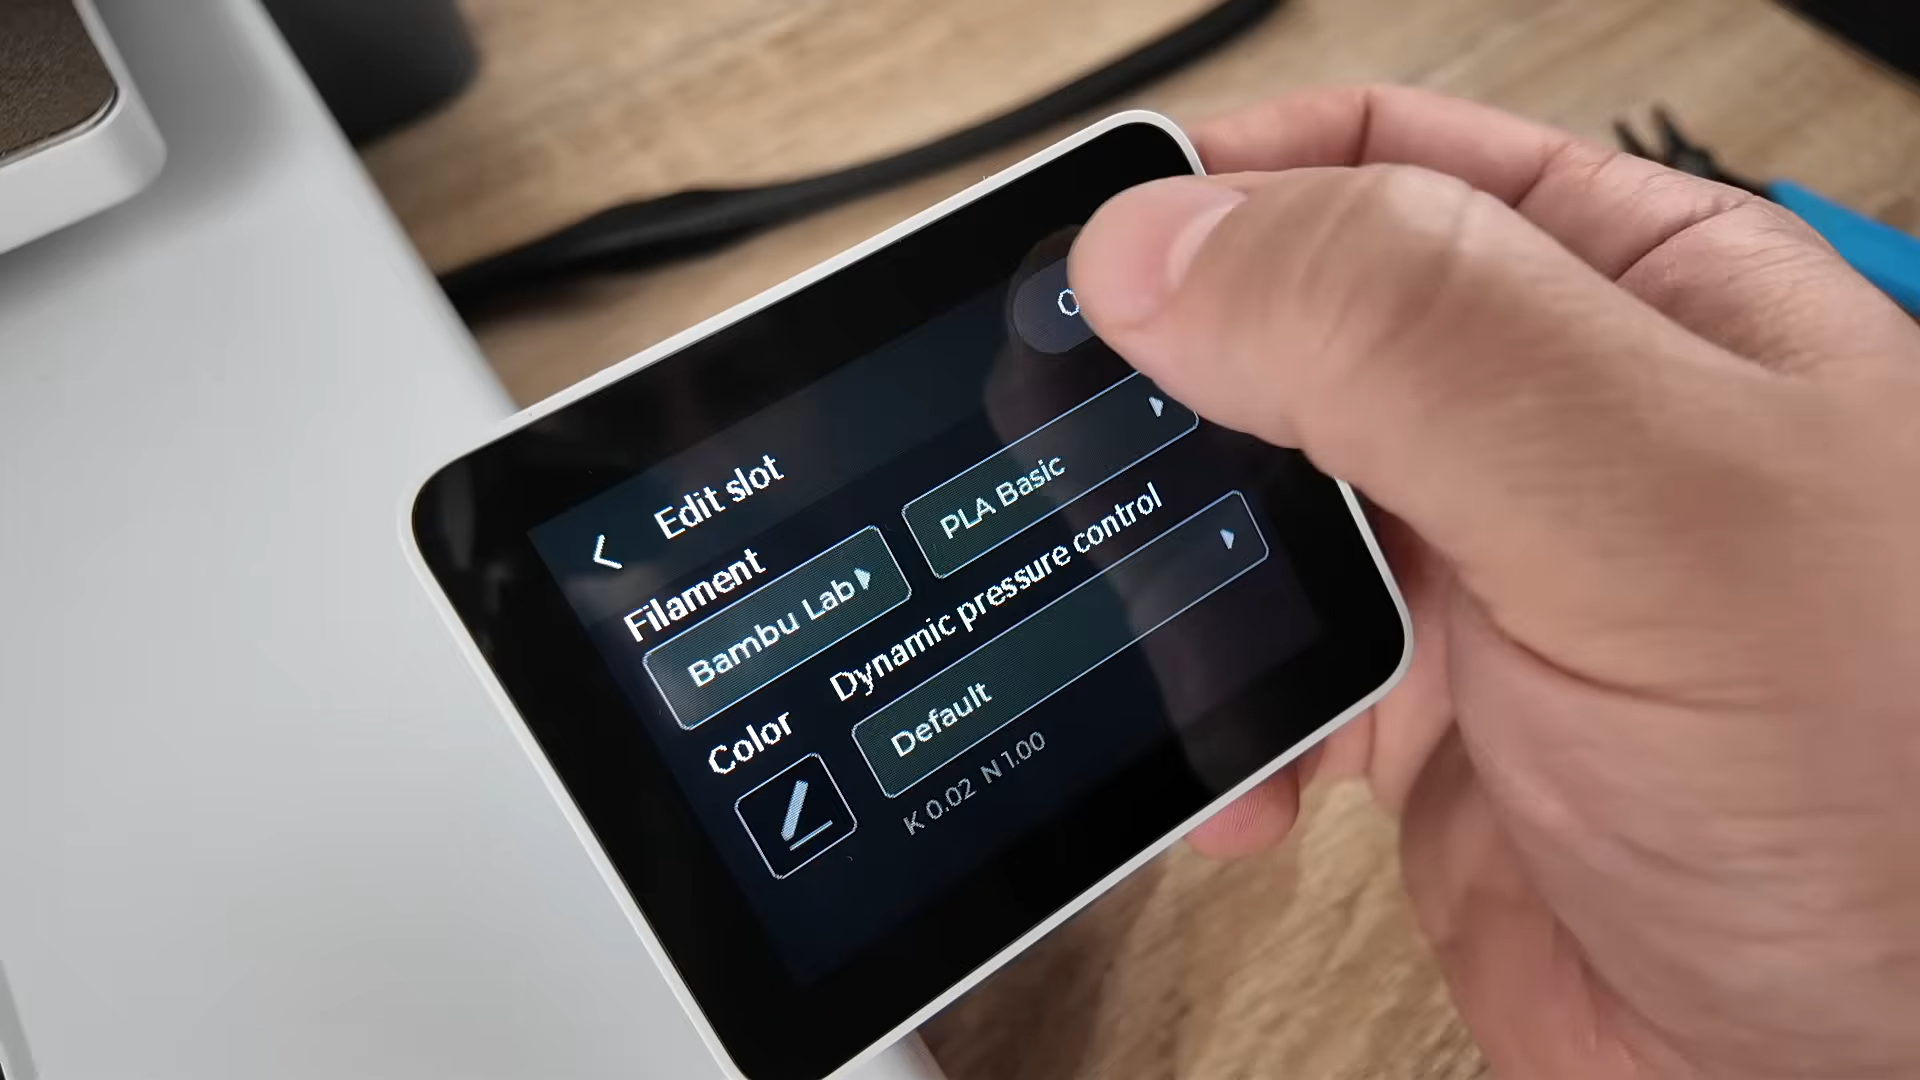 Edit slot
Filament
Bambu Lab
PLA Basic
Color
Dynamic pressure control
Default
K 0.02 N 1.00